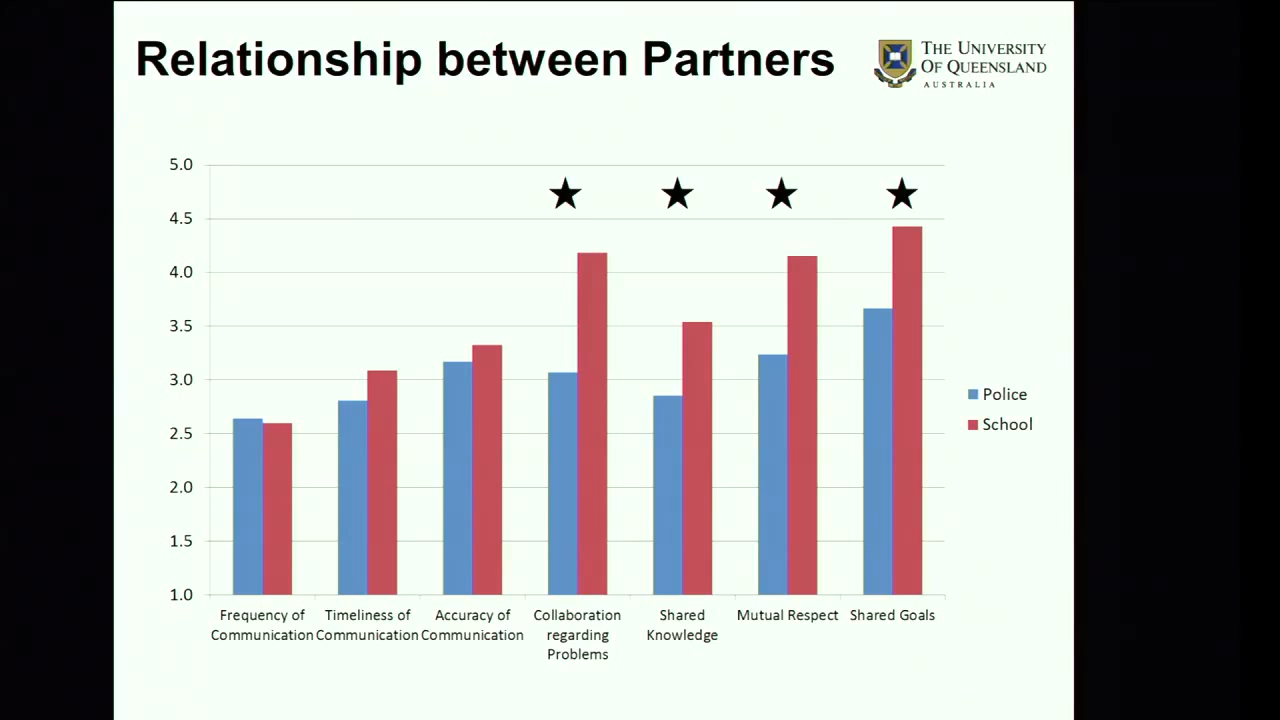 Relationship between Partners
THE UNIVERSITY
OF QUEENSLAND
AUSTRALIA
5.0
4.5
4.0
3.5
3.0
2.5
2.0
1.5
1.0
Frequency of
Communication
Timeliness of
Communication
Accuracy of
Communication
Collaboration
regarding
Problems
Shared
Knowledge
Mutual Respect
Shared Goals
Police
School